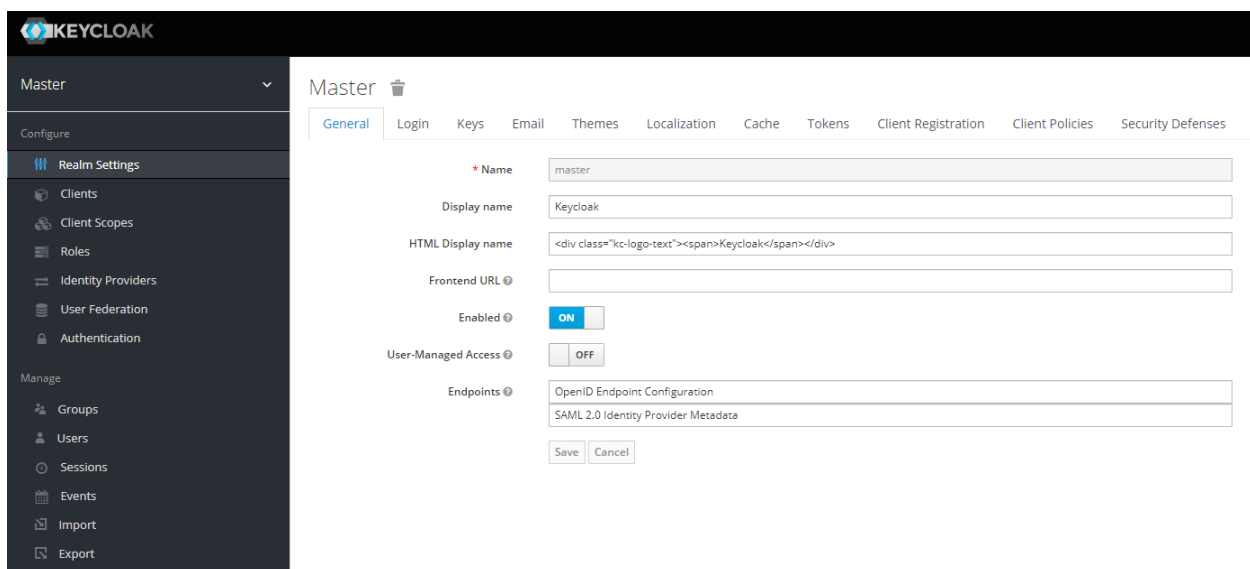 KEYCLOAK
Master
Configure
Realm Settings
Clients
Client Scopes
Roles
Identity Providers
User Federation
Authentication
Manage
Groups
Users
Sessions
Events
Import
Export
Master
General Login Keys Email Themes Localization Cache Tokens Client Registration Client Policies Security Defenses
* Name master
Display name Keycloak
HTML Display name <div class="kc-logo-text"><span>Keycloak</span></div>
Frontend URL
Enabled ON
User-Managed Access OFF
Endpoints OpenID Endpoint Configuration
SAML 2.0 Identity Provider Metadata
Save Cancel